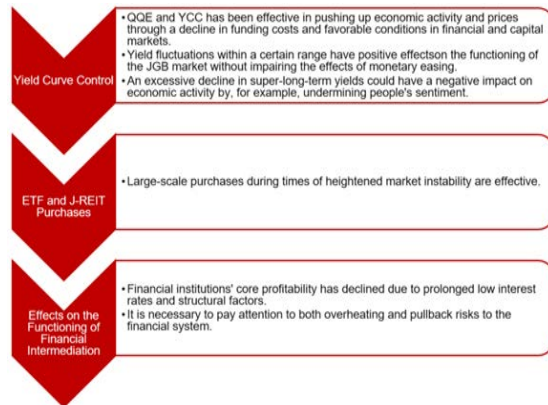 Yield Curve Control
•QQE and YCC has been effective in pushing up economic activity and prices
through a decline in funding costs and favorable conditions in financial and capital
markets.
•Yield fluctuations within a certain range have positive effectson the functioning of
the JGB market without impairing the effects of monetary easing.
•An excessive decline in super-long-term yields could have a negative impact on
economic activity by, for example, undermining people's sentiment.
ETF and J-REIT
Purchases
•Large-scale purchases during times of heightened market instability are effective.
Effects on the
Functioning of
Financial
Intermediation
•Financial institutions' core profitability has declined due to prolonged low interest
rates and structural factors.
•It is necessary to pay attention to both overheating and pullback risks to the
financial system.